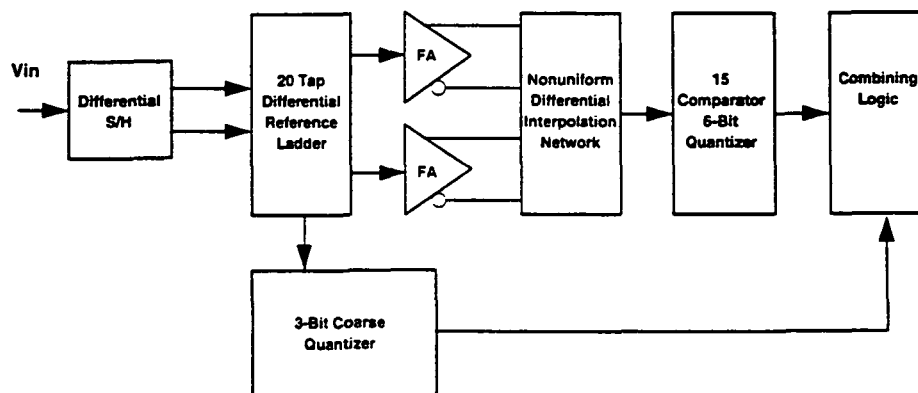 Vin
Differential
S/H
20 Tap
Differential
Reference
Ladder
FA
FA
Nonuniform
Differential
Interpolation
Network
15
Comparator
6-Bit
Quantizer
Combining
Logic
3-Bit Coarse
Quantizer